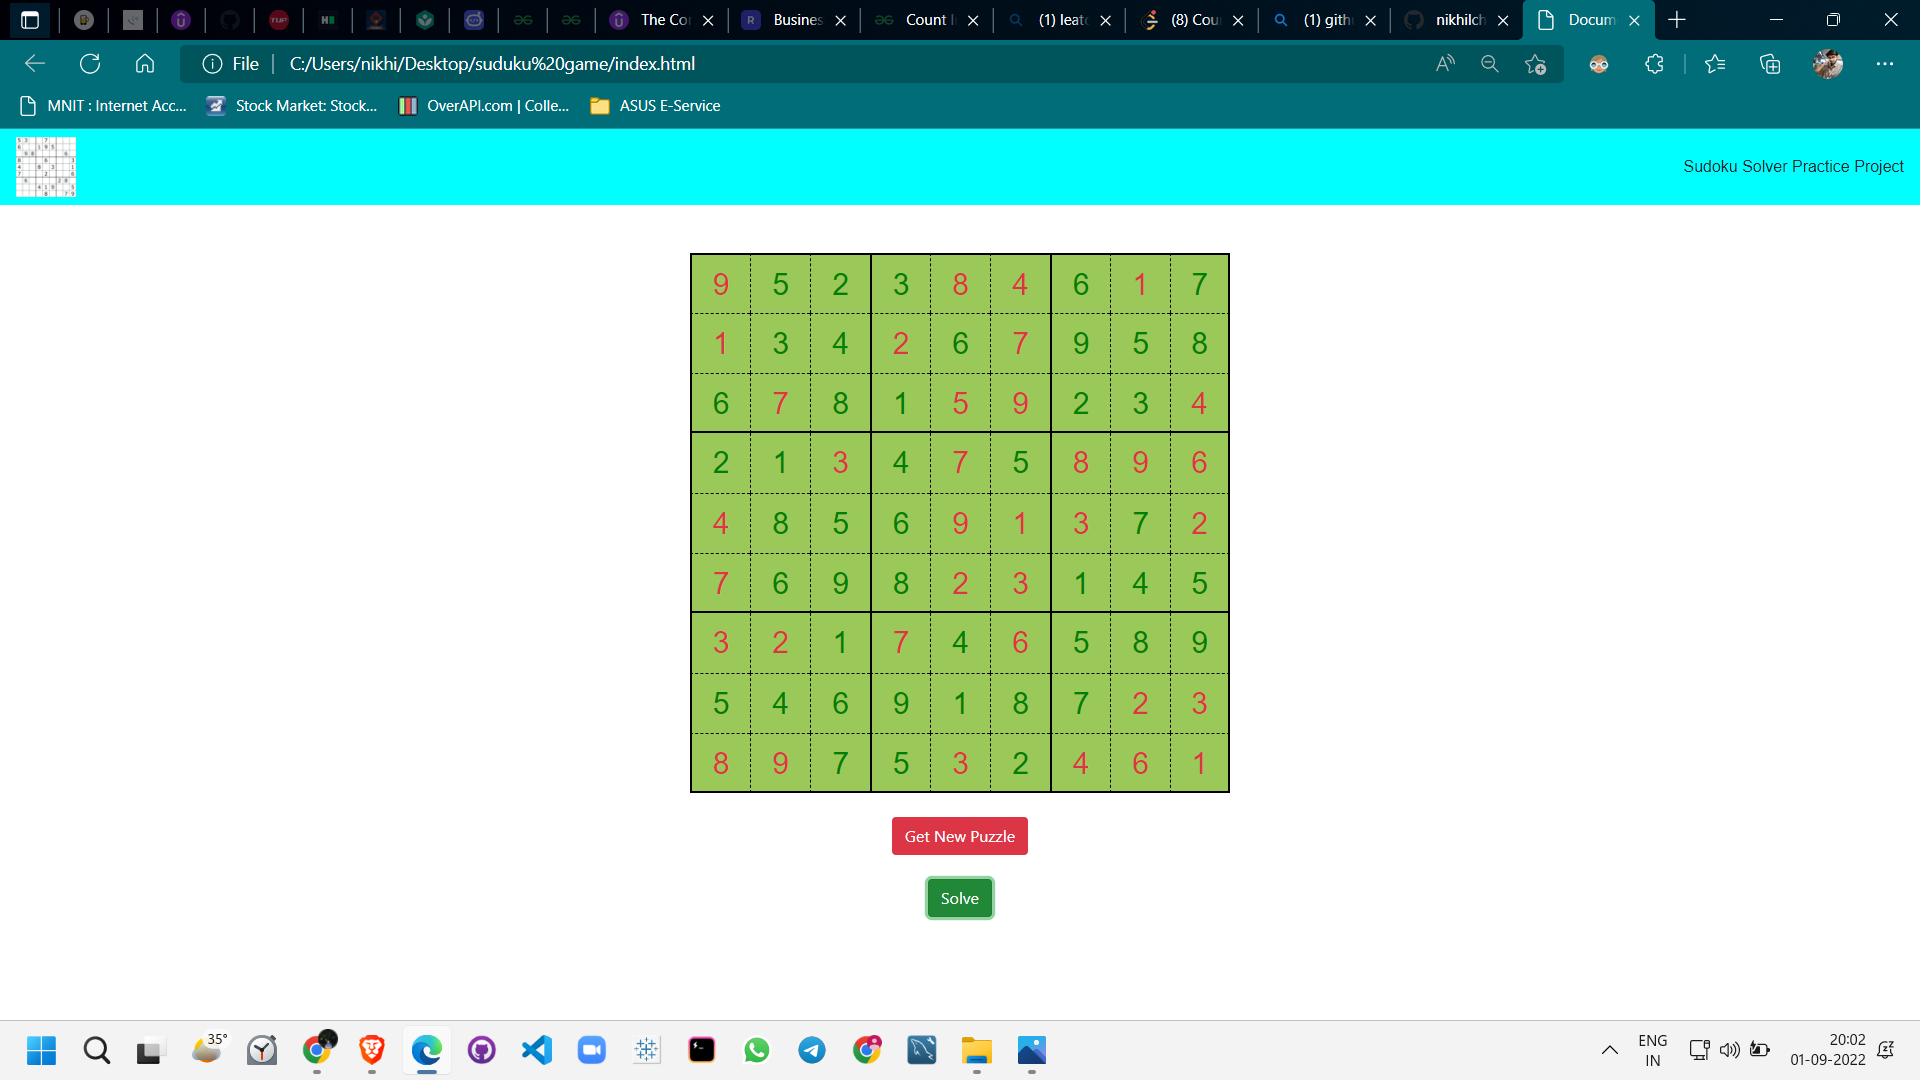 The Co
Busines
Count I
(1) leatc
(8) Cou
(1) gith
nikhilch
Docum
File
C:/Users/nikhi/Desktop/suduku%20game/index.html
MNIT : Internet Acc...
Stock Market: Stock...
OverAPI.com | Colle...
ASUS E-Service
Sudoku Solver Practice Project
9 5 2 3 8 4 6 1 7
1 3 4 2 6 7 9 5 8
6 7 8 1 5 9 2 3 4
2 1 3 4 7 5 8 9 6
4 8 5 6 9 1 3 7 2
7 6 9 8 2 3 1 4 5
3 2 1 7 4 6 5 8 9
5 4 6 9 1 8 7 2 3
8 9 7 5 3 2 4 6 1
Get New Puzzle
Solve
35°
ENG
IN
20:02
01-09-2022